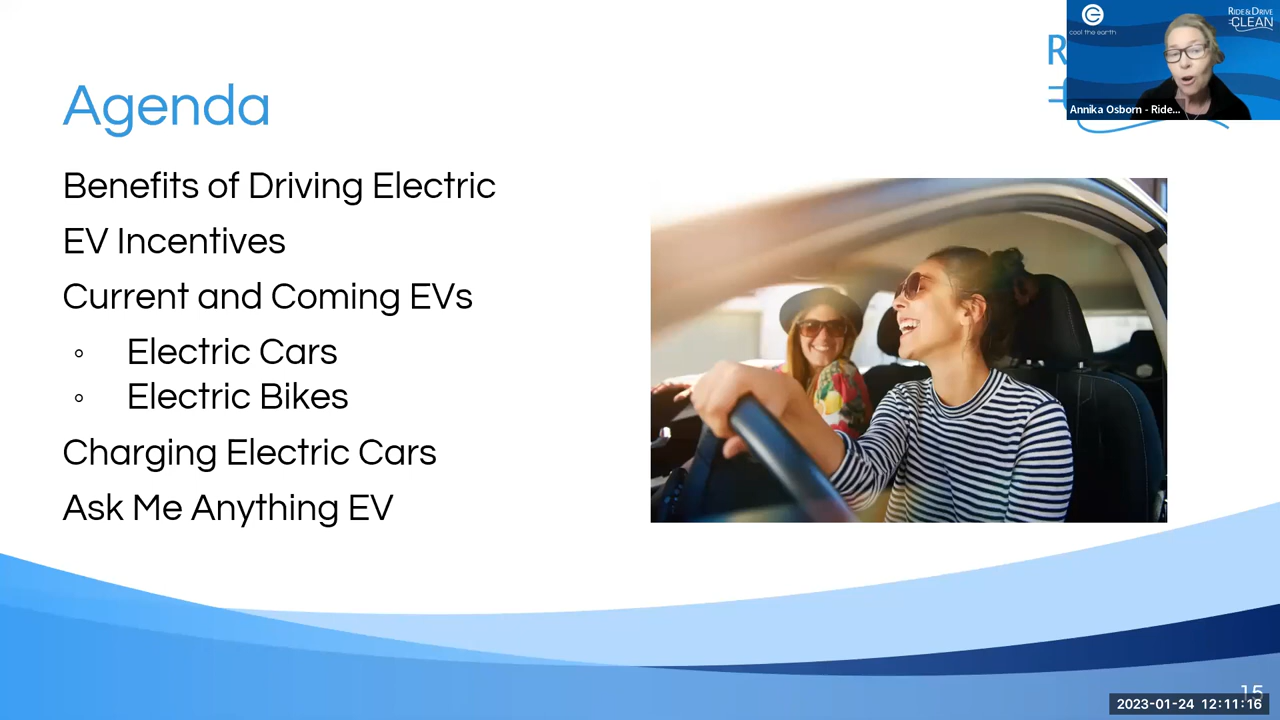 Agenda
Benefits of Driving Electric
EV Incentives
Current and Coming EVs
Electric Cars
Electric Bikes
Charging Electric Cars
Ask Me Anything EV
R
cool the earth
RIDE & DRIVE
CLEAN
Annika Osborn - Ride...
15
2023-01-24 12:11:16